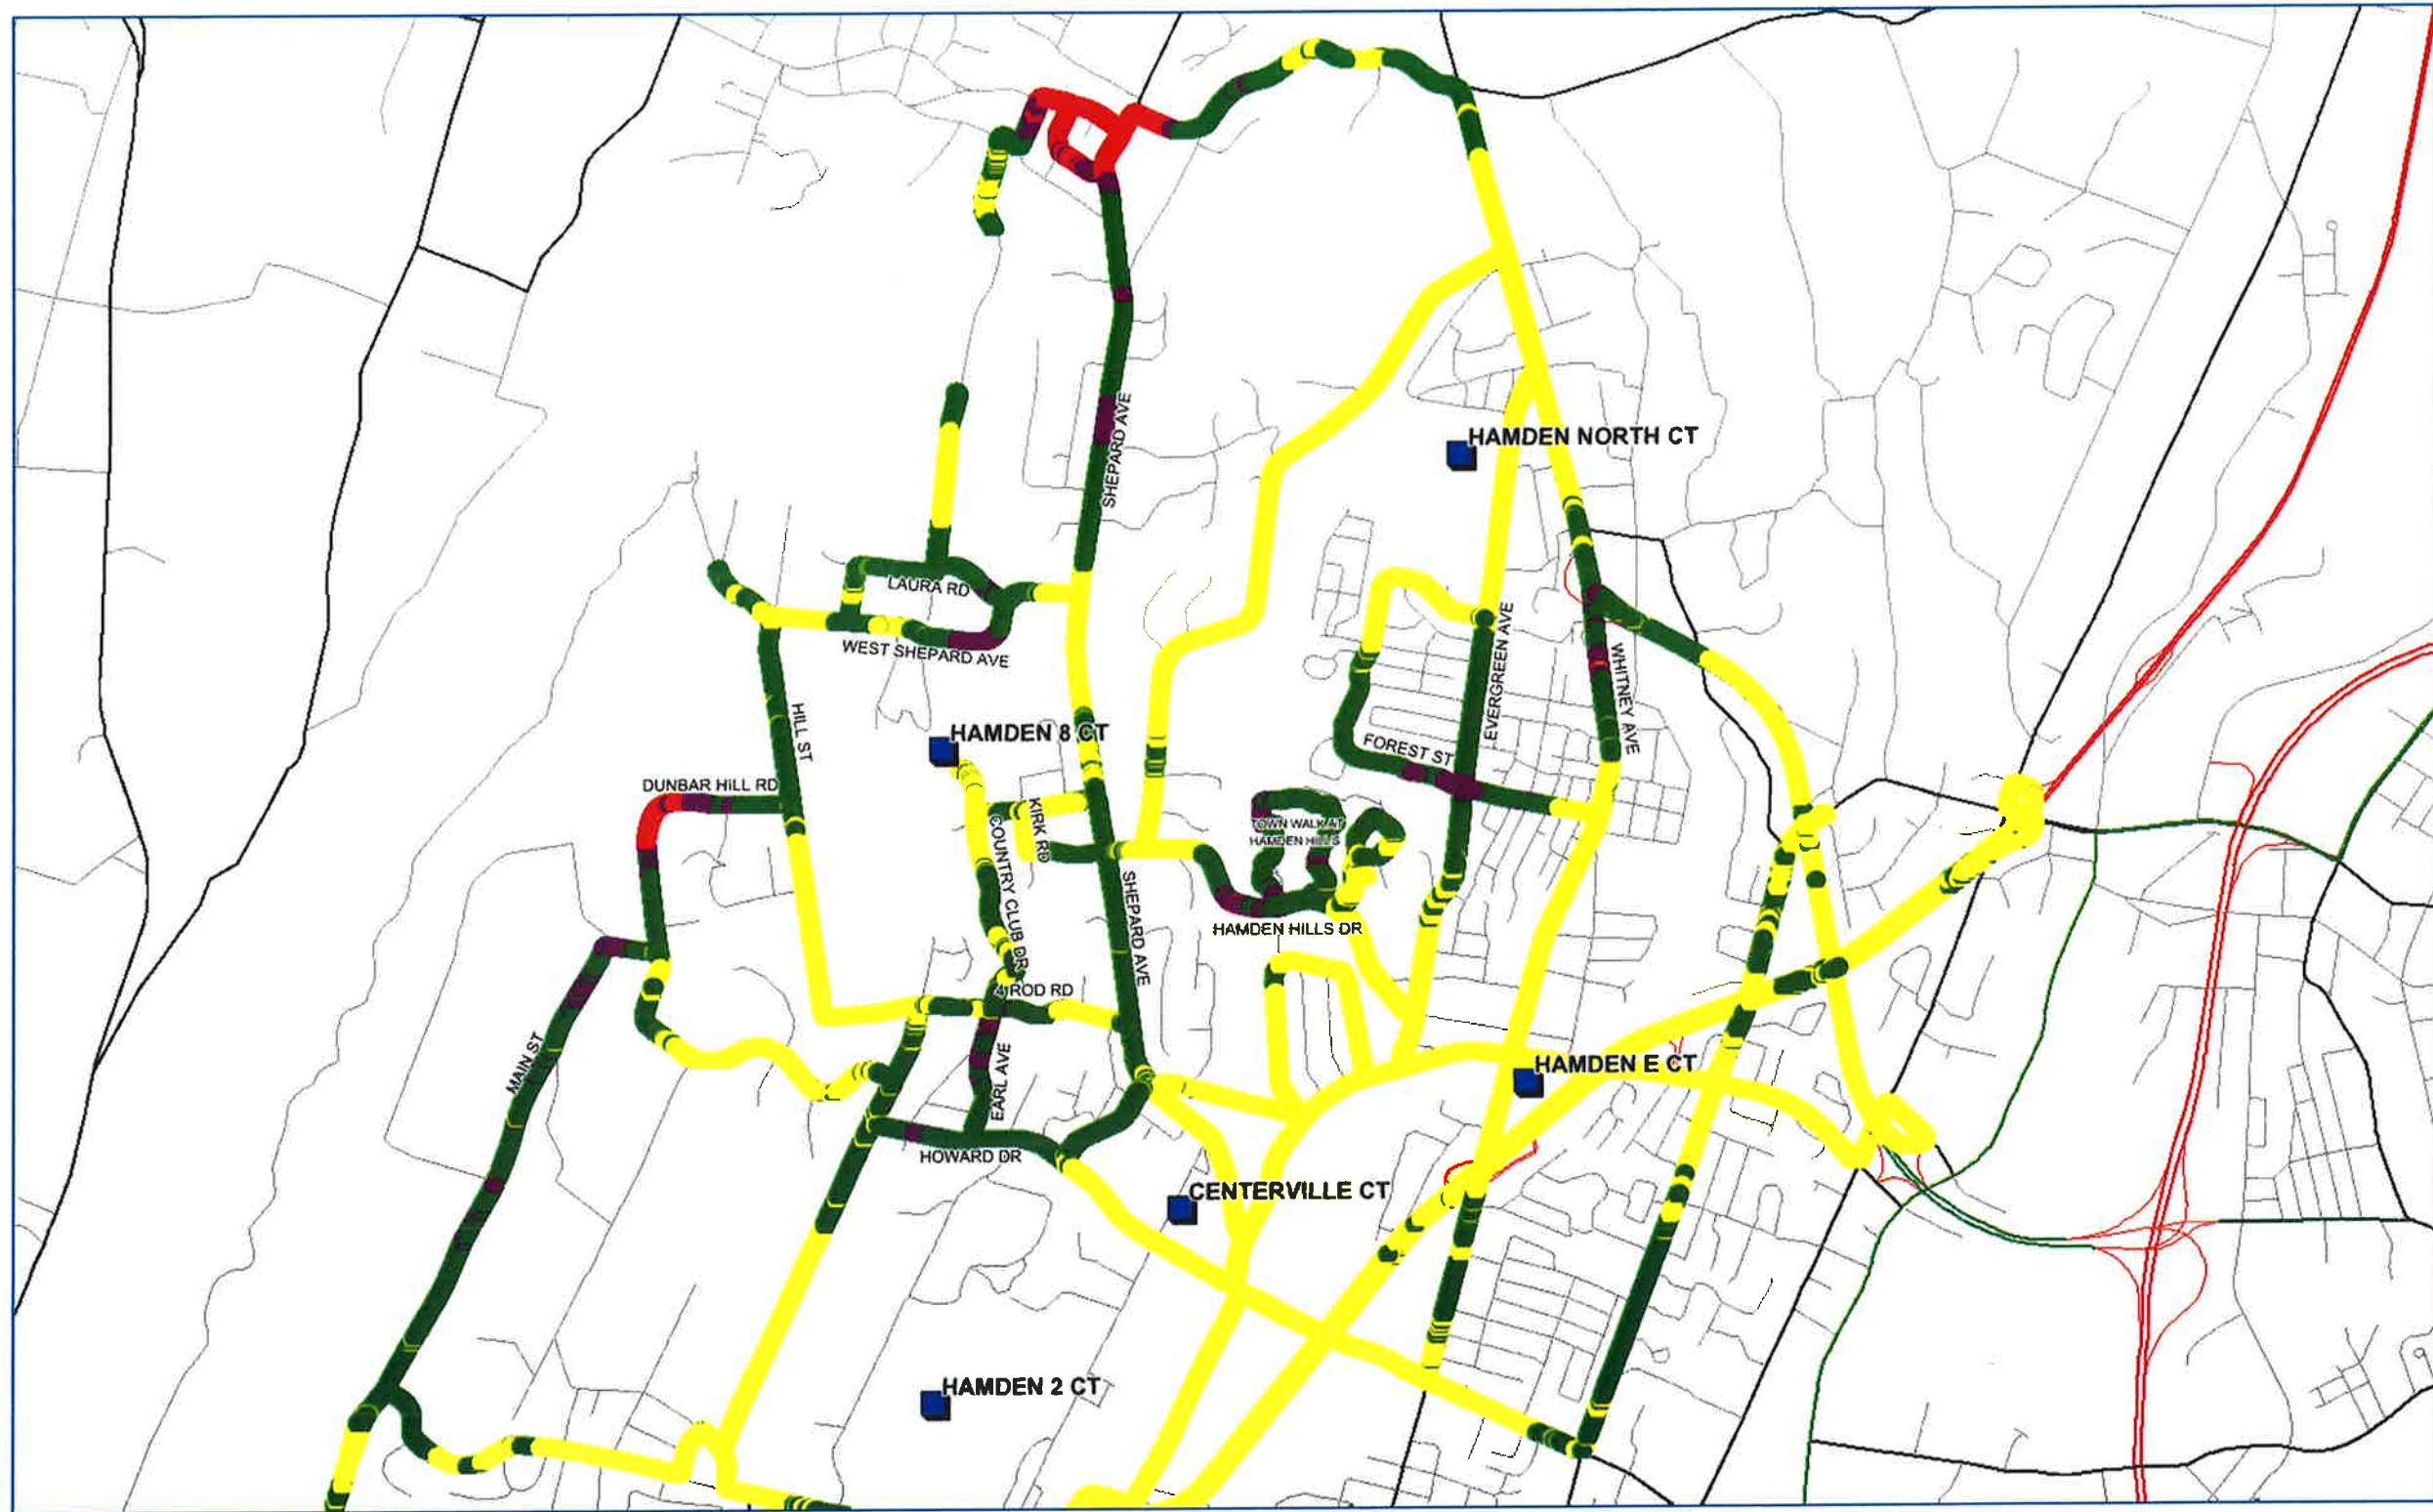 SHEPARD AVE
HAMDEN NORTH CT
LAURA RD
WEST SHEPARD AVE
EVERGREEN AVE
WHITNEY AVE
HILL ST
HAMDEN 8 CT
FOREST ST
DUNBAR HILL RD
KIRK RD
COUNTRY CLUB DR
TOWN WALK AT
HAMDEN HILLS
SHEPARD AVE
HAMDEN HILLS DR
4 ROD RD
MAIN ST
EARL AVE
HAMDEN E CT
HOWARD DR
CENTERVILLE CT
HAMDEN 2 CT